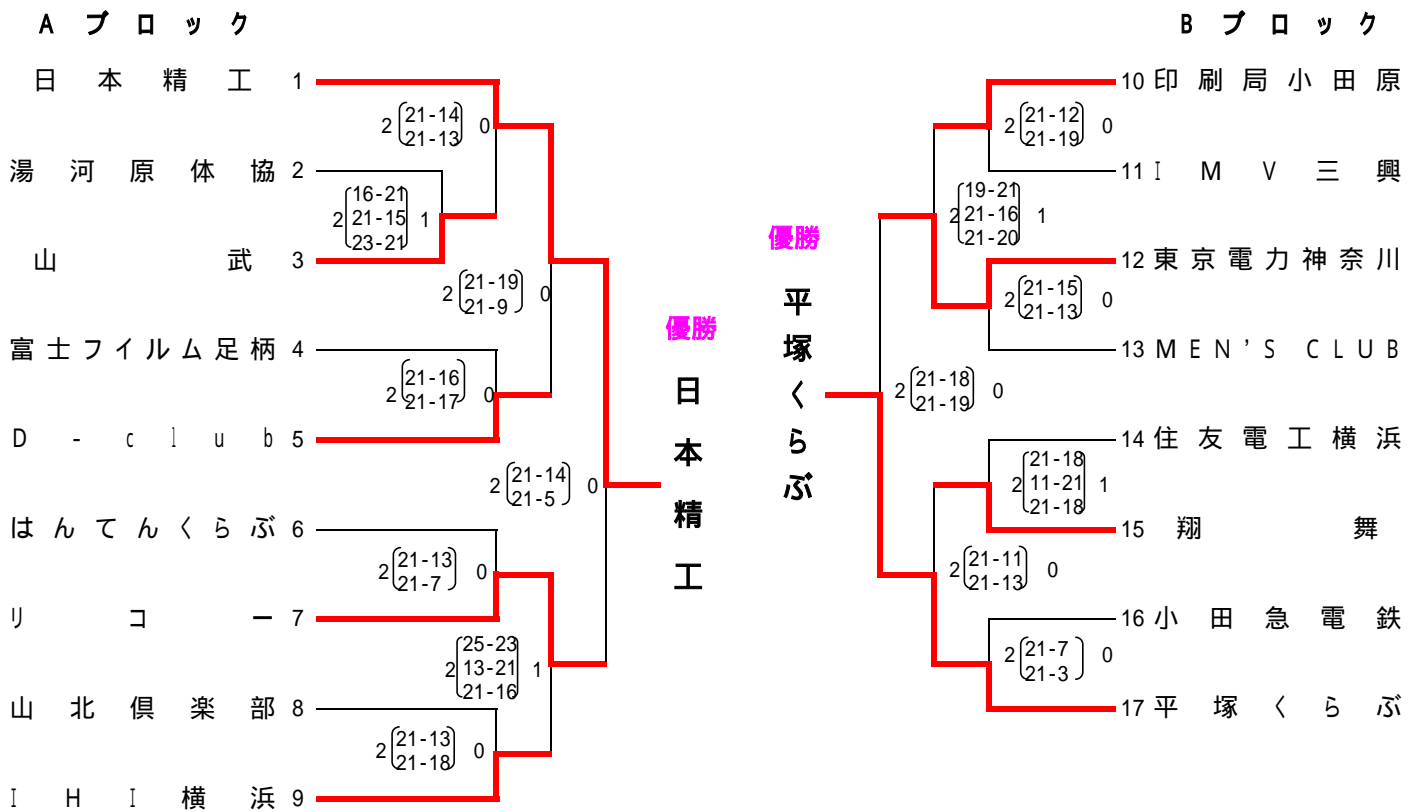 Aブロック
日本精工 1
2 21-14 0
21-13
湯河原体協 2
16-21
2 21-15 1
23-21
山武 3
2 21-19 0
21-9
富士フイルム足柄 4
2 21-16 0
21-17
D-club 5
2 21-14 0
21-5
はんてんくらぶ 6
2 21-13 0
21-7
リコー 7
25-23
2 13-21 1
21-16
山北倶楽部 8
2 21-13 0
21-18
IHI横浜 9
優勝
日本精工
優勝
平塚くらぶ
Bブロック
10 印刷局小田原
2 21-12 0
21-19
11 IMV三興
19-21
2 21-16 1
21-20
12 東京電力神奈川
2 21-15 0
21-13
13 MEN'S CLUB
2 21-18 0
21-19
14 住友電工横浜
21-18
2 11-21 1
21-18
15 翔舞
2 21-11 0
21-13
16 小田急電鉄
2 21-7 0
21-3
17 平塚くらぶ